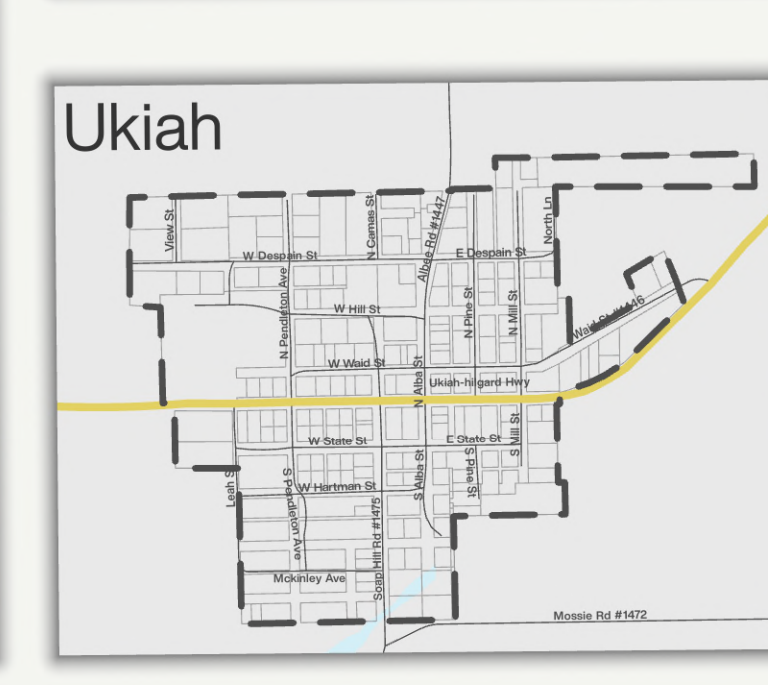 Ukiah
View St
N Camas St
Albee Rd #1447
North Ln
W Despain St
E Despain St
N Pendleton Ave
W Hill St
N Pine St
N Mill St
W Waid St
N Alba St
Ukiah-hilgard Hwy
W State St
E State St
S Mill St
Leah S
S Pendleton Ave
W Hartman St
S Alba St
S Pine St
Soap Hill Rd #1475
Mckinley Ave
Mossie Rd #1472